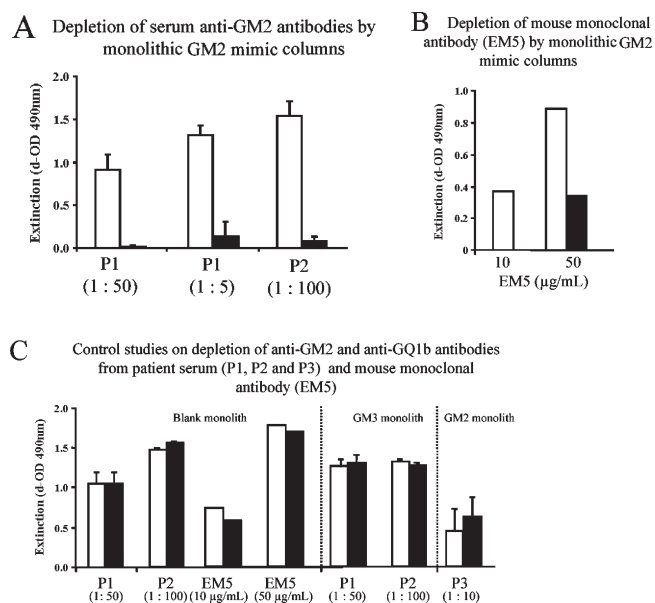 A
Depletion of serum anti-GM2 antibodies by
monolithic GM2 mimic columns
Extinction (d-OD 490nm)
2.0
1.5
1.0
0.5
0.0
P1
(1 : 50)
P1
(1 : 5)
P2
(1 : 100)
B
Depletion of mouse monoclonal
antibody (EM5) by monolithic GM2
mimic columns
Extinction (d-OD 490nm)
1.0
0.8
0.6
0.4
0.2
0
10
50
EM5 (µg/mL)
C
Control studies on depletion of anti-GM2 and anti-GQ1b antibodies
from patient serum (P1, P2 and P3) and mouse monoclonal
antibody (EM5)
Extinction (d-OD 490nm)
2.0
1.5
1.0
0.5
0.0
Blank monolith
GM3 monolith
GM2 monolith
P1
(1: 50)
P2
(1 : 100)
EM5
(10 µg/mL)
EM5
(50 µg/mL)
P1
(1 : 50)
P2
(1 : 100)
P3
(1 : 10)